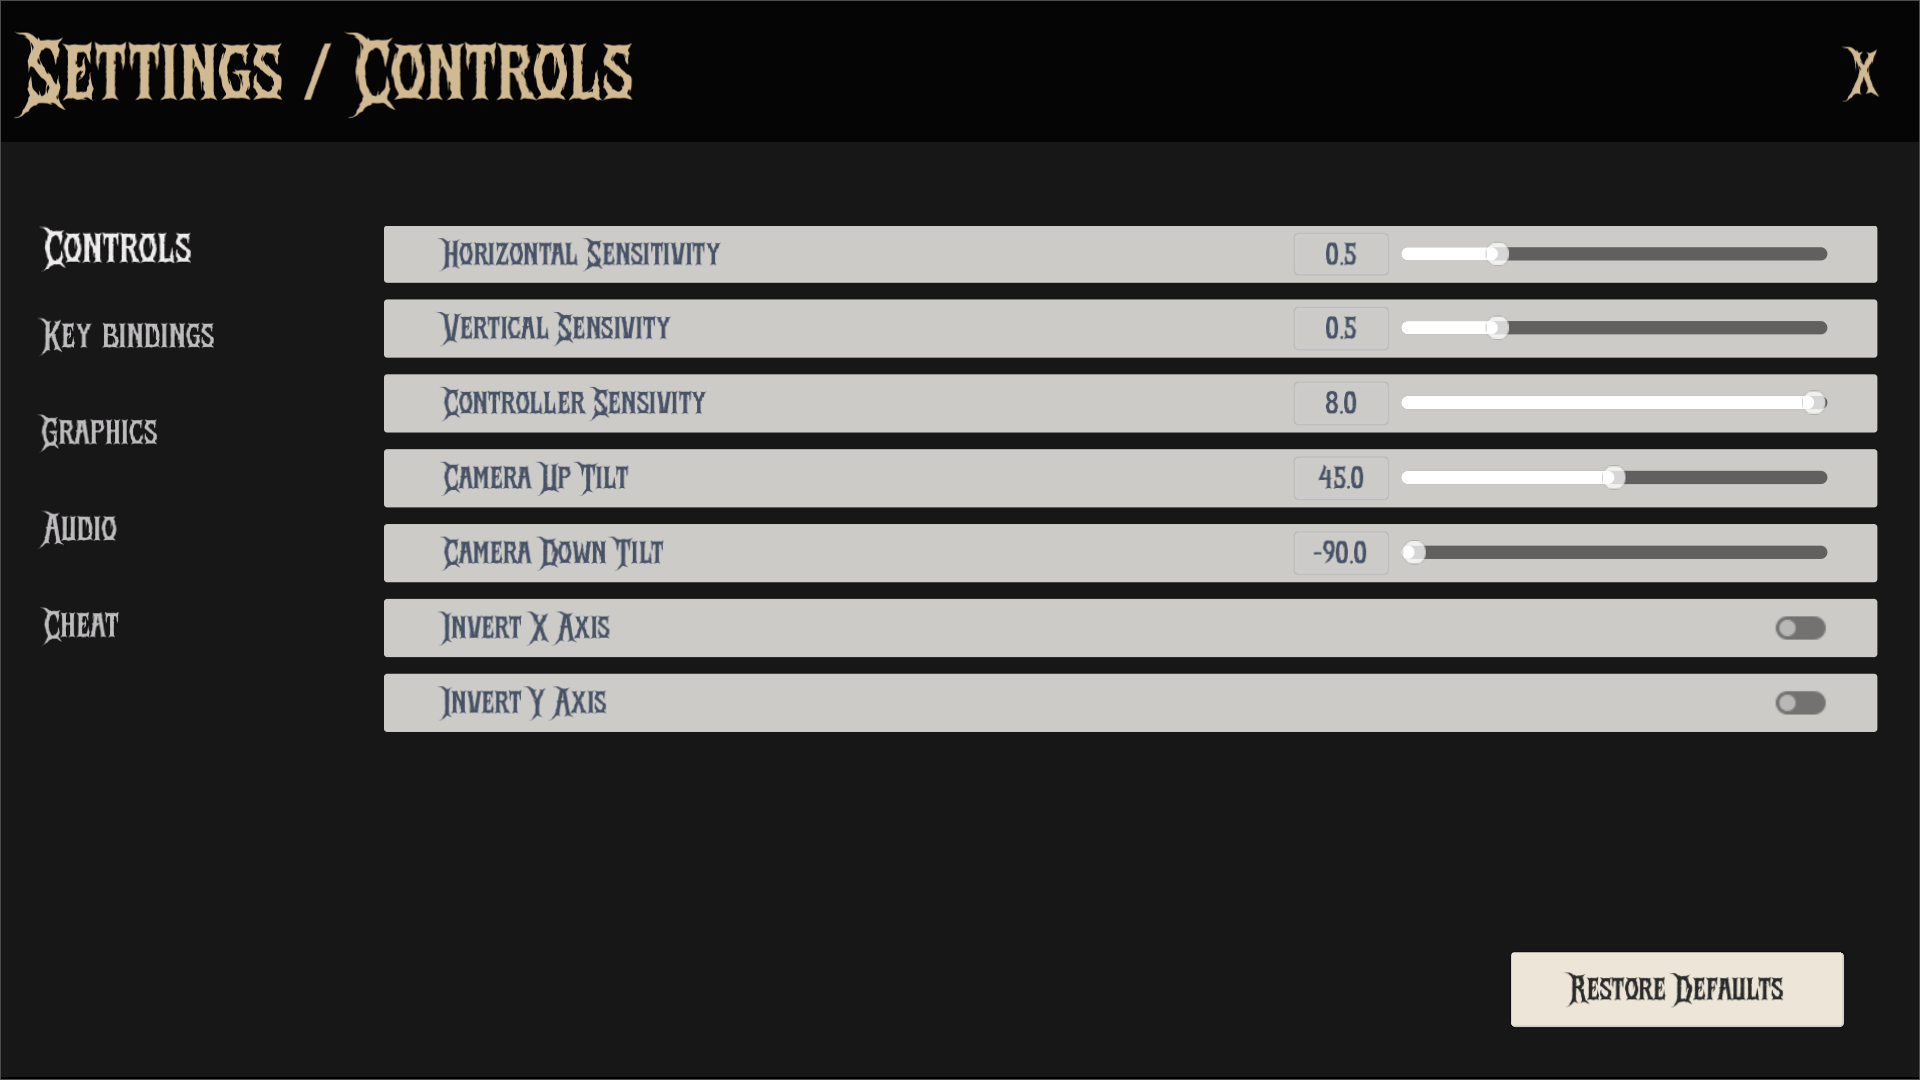 Settings / Controls
X
Controls
Key bindings
Graphics
Audio
Cheat
Horizontal Sensitivity
0.5
Vertical Sensivity
0.5
Controller Sensivity
8.0
Camera Up Tilt
45.0
Camera Down Tilt
-90.0
Invert X Axis
Invert Y Axis
Restore Defaults